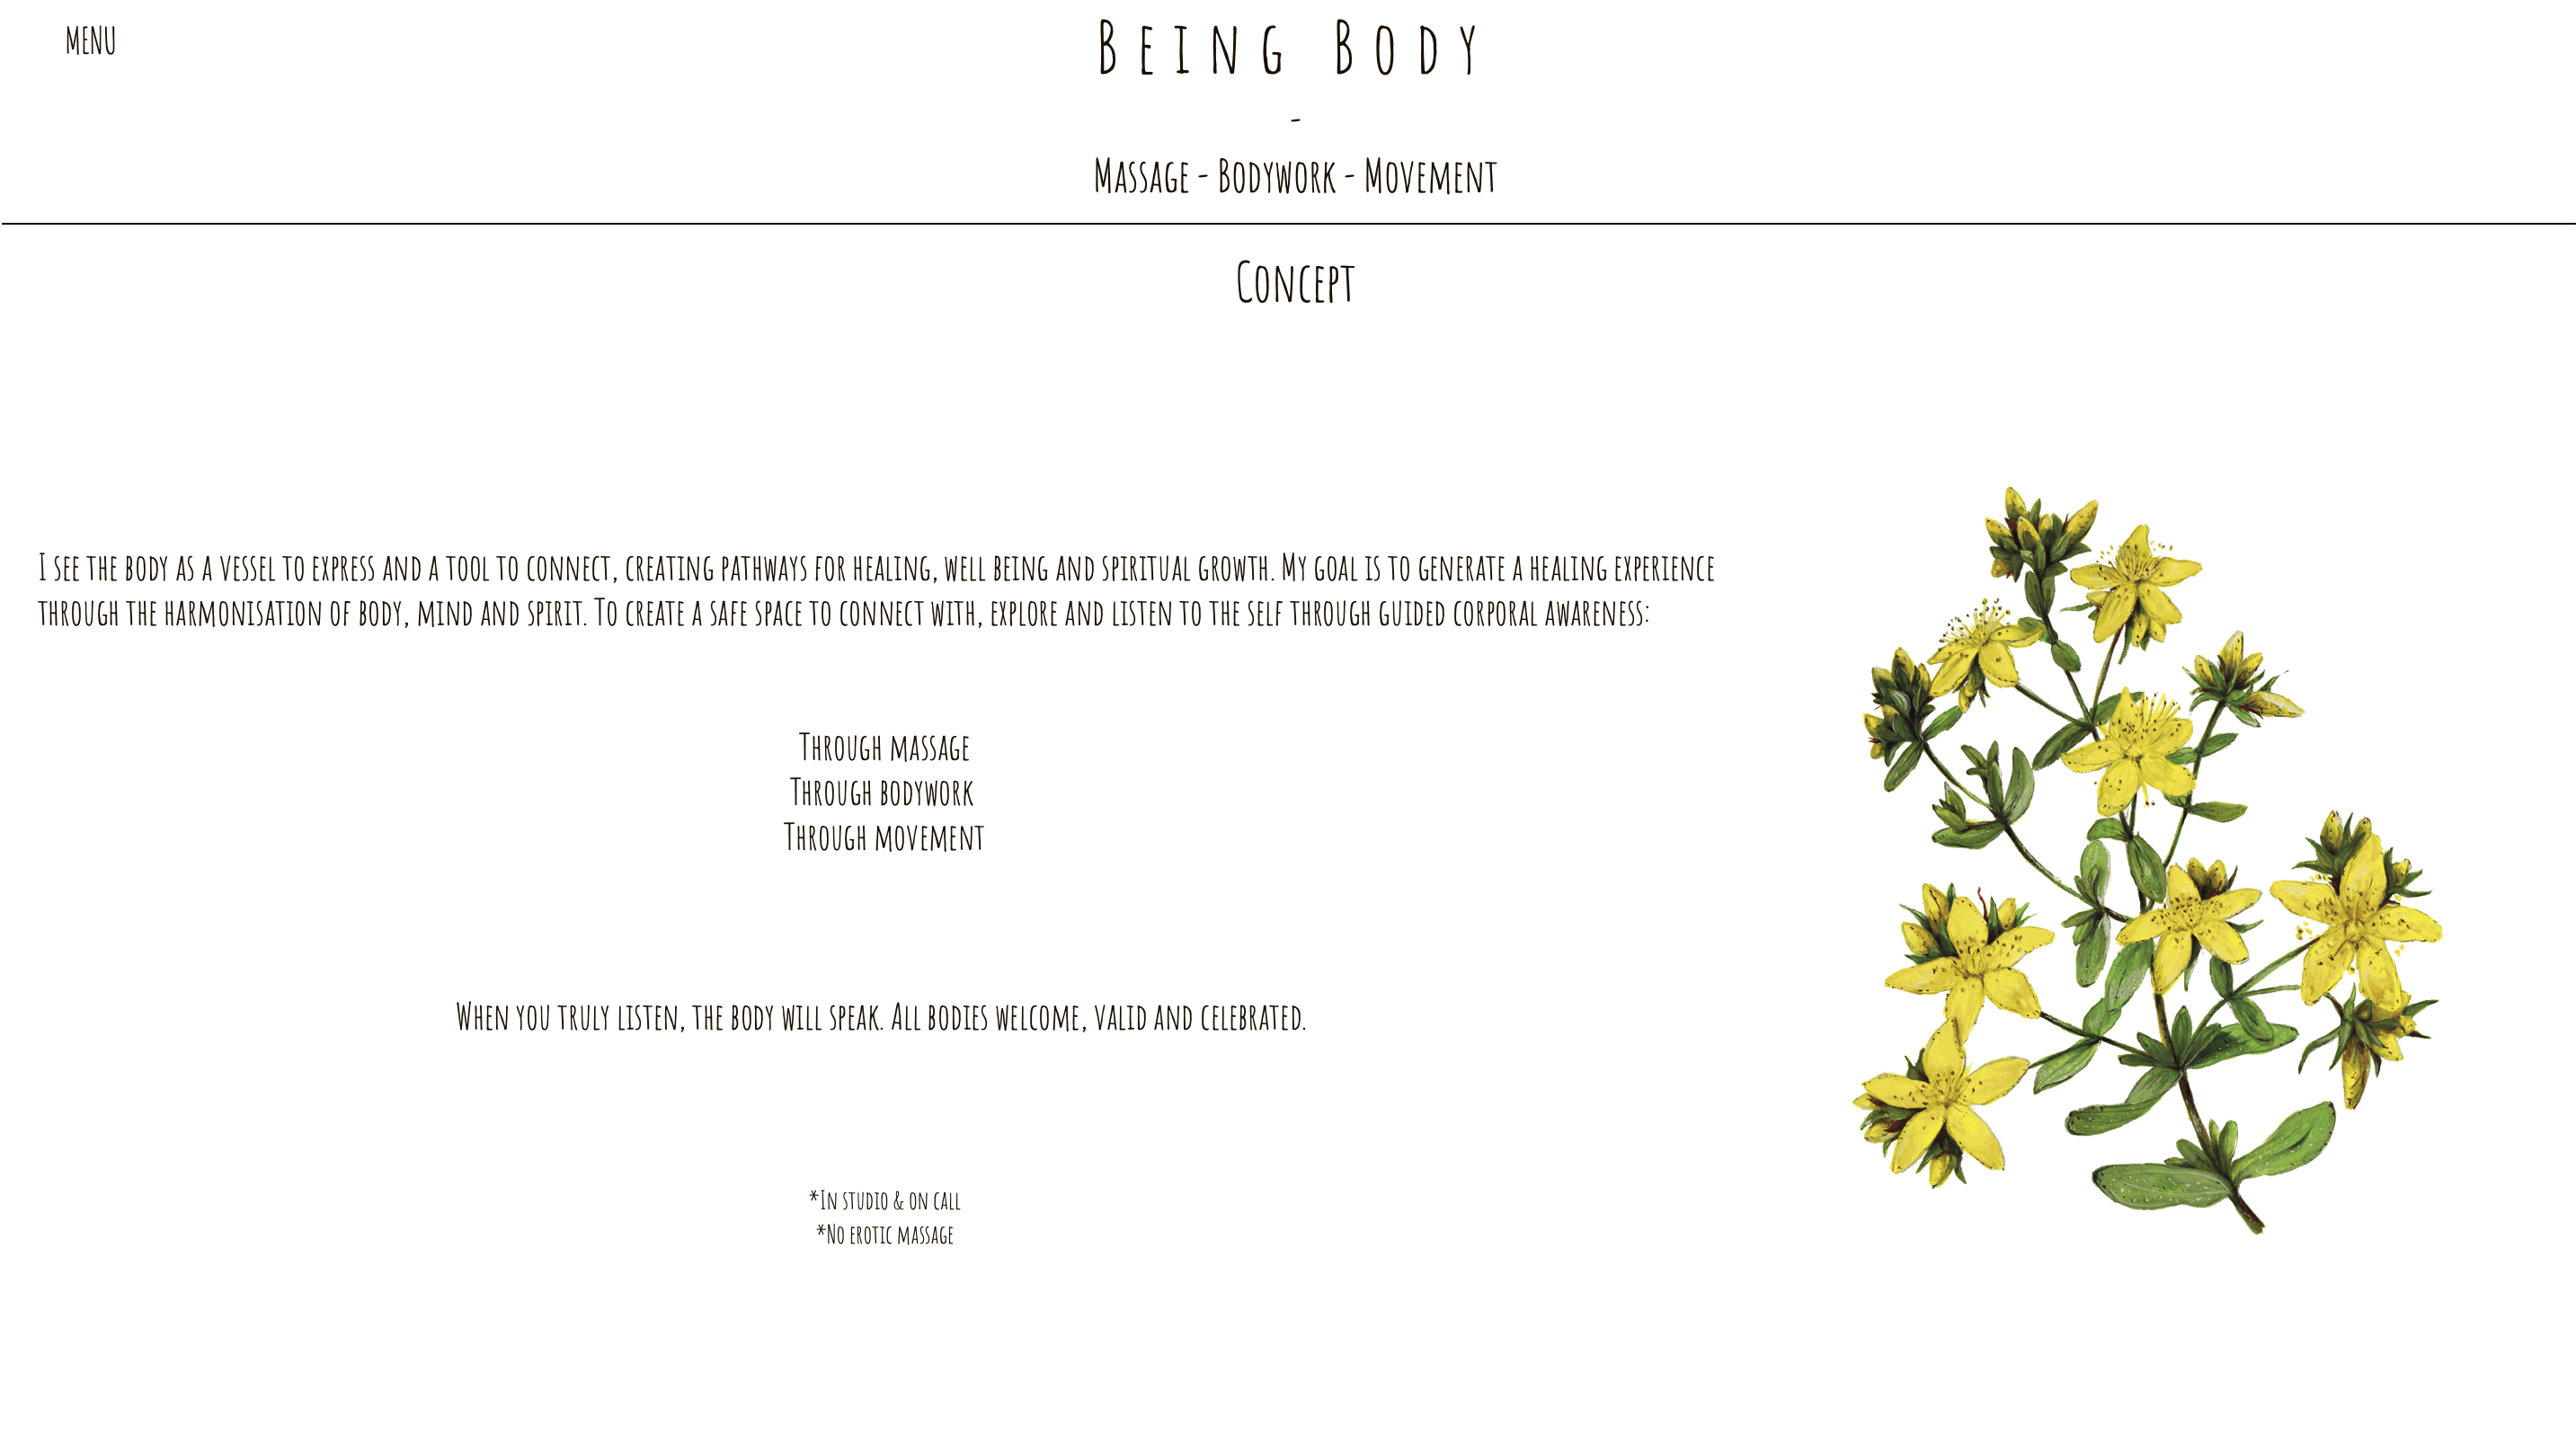 MENU
Being Body
-
Massage - Bodywork - Movement
Concept
I see the body as a vessel to express and a tool to connect, creating pathways for healing, well being and spiritual growth. My goal is to generate a healing experience
through the harmonisation of body, mind and spirit. To create a safe space to connect with, explore and listen to the self through guided corporal awareness:
Through massage
Through bodywork
Through movement
When you truly listen, the body will speak. All bodies welcome, valid and celebrated.
*In studio & on call
*No erotic massage